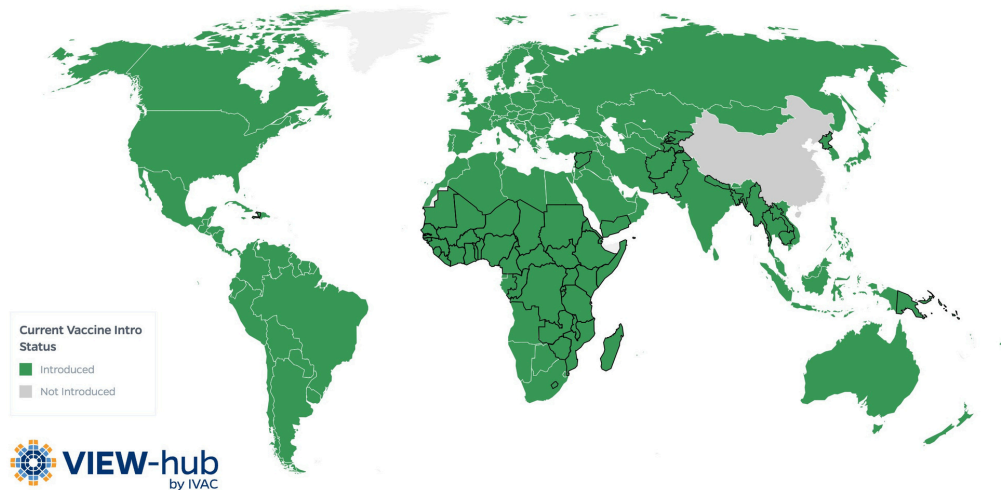 Current Vaccine Intro
Status
Introduced
Not Introduced
VIEW-hub
by IVAC